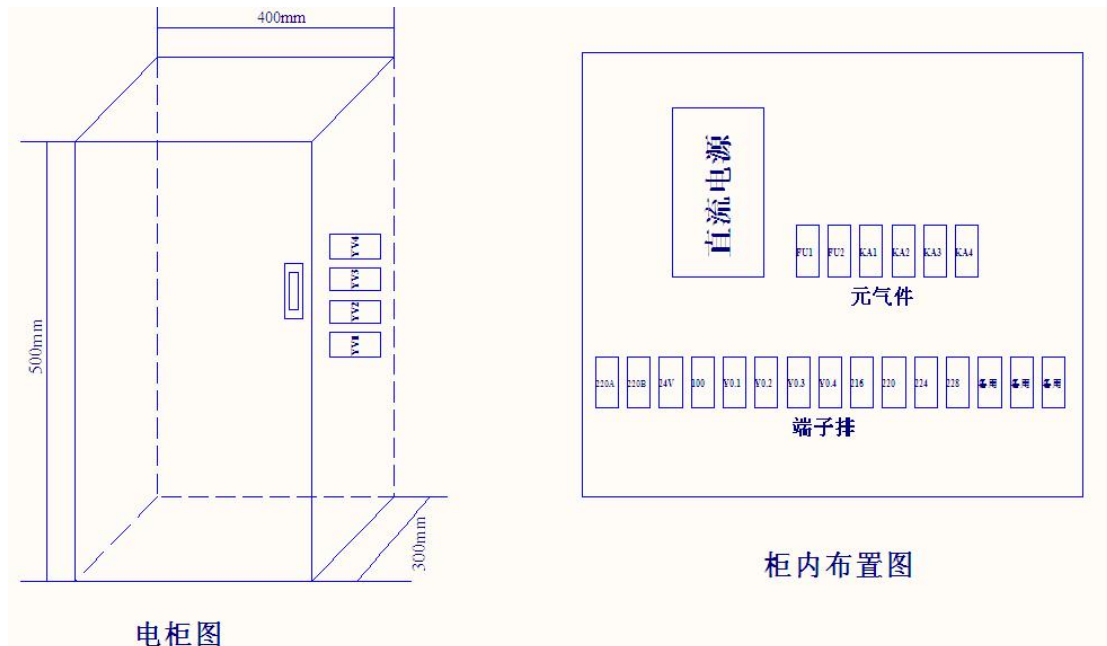 400mm
500mm
300mm
YV4
YV3
YV2
YV1
电柜图
直流电源
FU1 FU2 KA1 KA2 KA3 KA4
元气件
220A 220B 24V 100 Y0.1 Y0.2 Y0.3 Y0.4 216 220 224 228 备用 备用 备用
端子排
柜内布置图